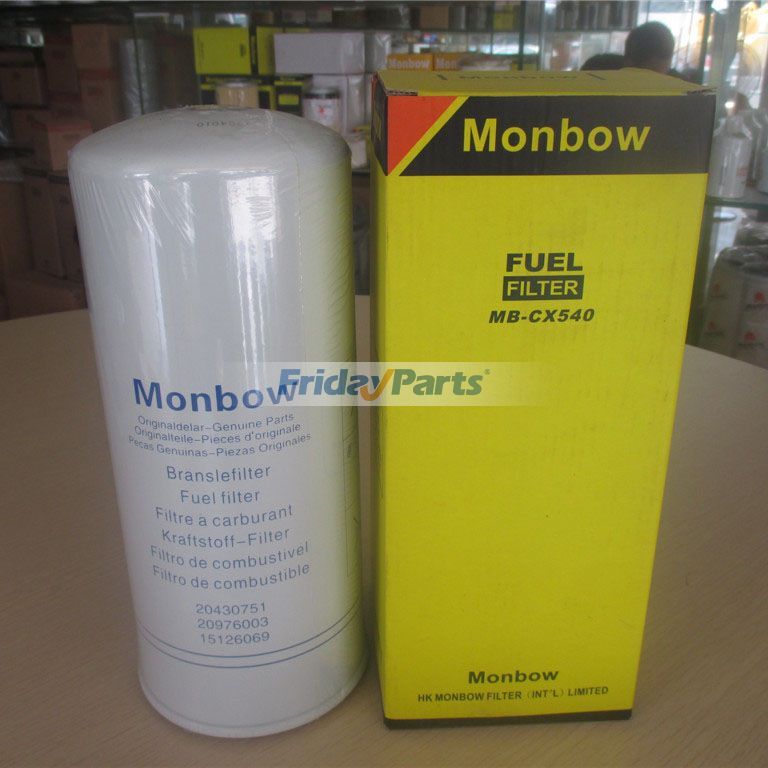 Monbow
Monbow
FUEL
FILTER
MB-CX540
FridayParts®
Monbow
Originaldelar-Genuine Parts
Originalteile-Pieces d'originale
Pecas Genuinas-Piezas Originales
Branslefilter
Fuel filter
Filtre a carburant
Kraftstoff-Filter
Filtro de combustivel
Filtro de combustible
20430751
20976003
15126069
Monbow
HK MONBOW FILTER (INT'L) LIMITED
Monbow